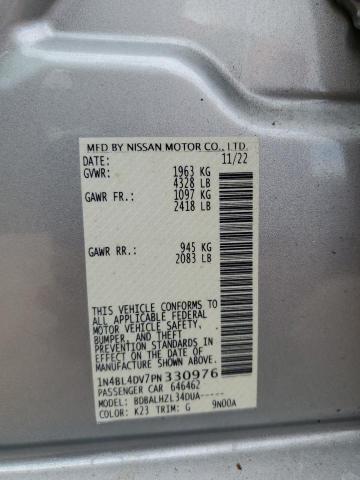 MFD BY NISSAN MOTOR CO., LTD.
DATE: 11/22
GVWR: 1963 KG
4328 LB
GAWR FR.: 1097 KG
2418 LB
GAWR RR.: 945 KG
2083 LB
THIS VEHICLE CONFORMS TO
ALL APPLICABLE FEDERAL
MOTOR VEHICLE SAFETY,
BUMPER, AND THEFT
PREVENTION STANDARDS
IN EFFECT ON THE DATE OF
MANUFACTURE SHOWN ABOVE.
1N4BL4DV7PN330976
PASSENGER CAR 646462
MODEL: BDBALHZL34DUA-----
COLOR: K23 TRIM: G 9N00A